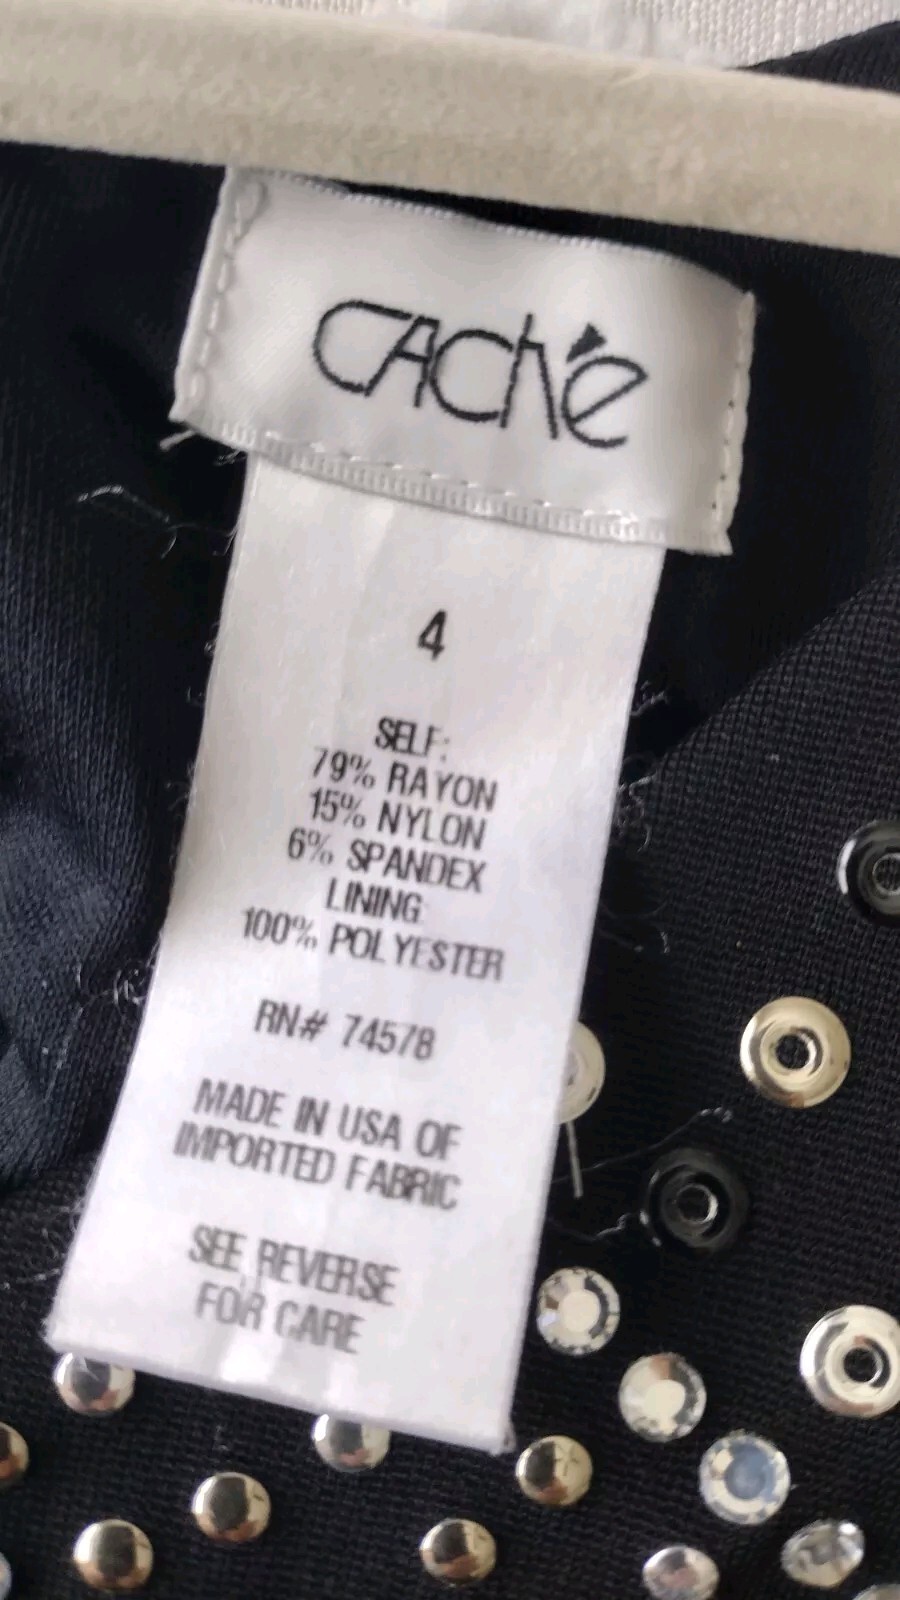 CAChé
4
SELF:
79% RAYON
15% NYLON
6% SPANDEX
LINING:
100% POLYESTER
RN# 74578
MADE IN USA OF
IMPORTED FABRIC
SEE REVERSE
FOR CARE